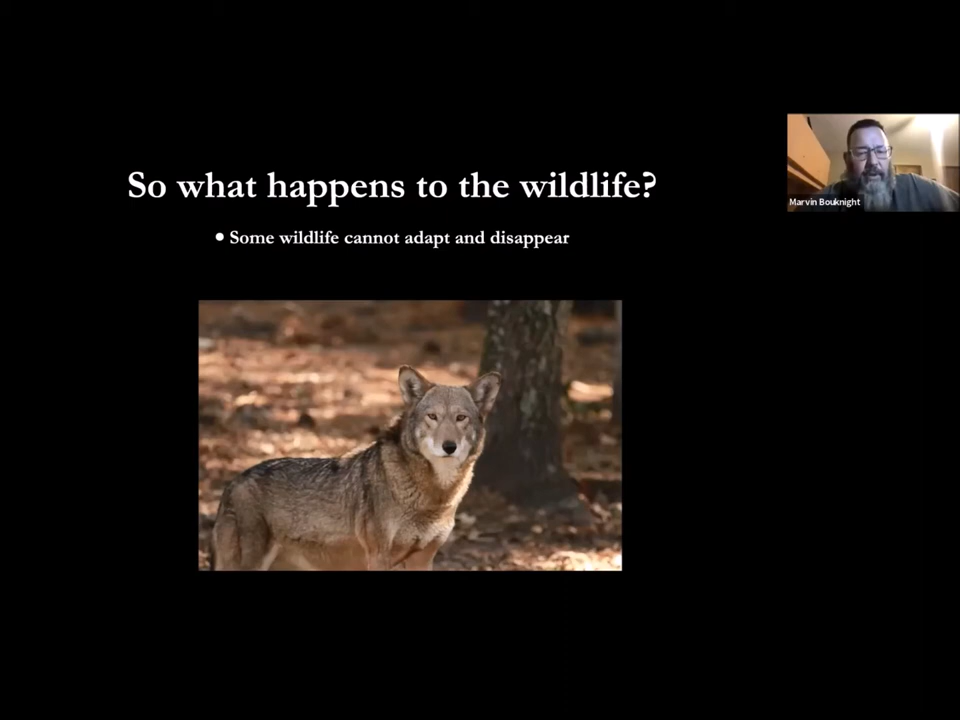 So what happens to the wildlife?
• Some wildlife cannot adapt and disappear
Marvin Bouknight